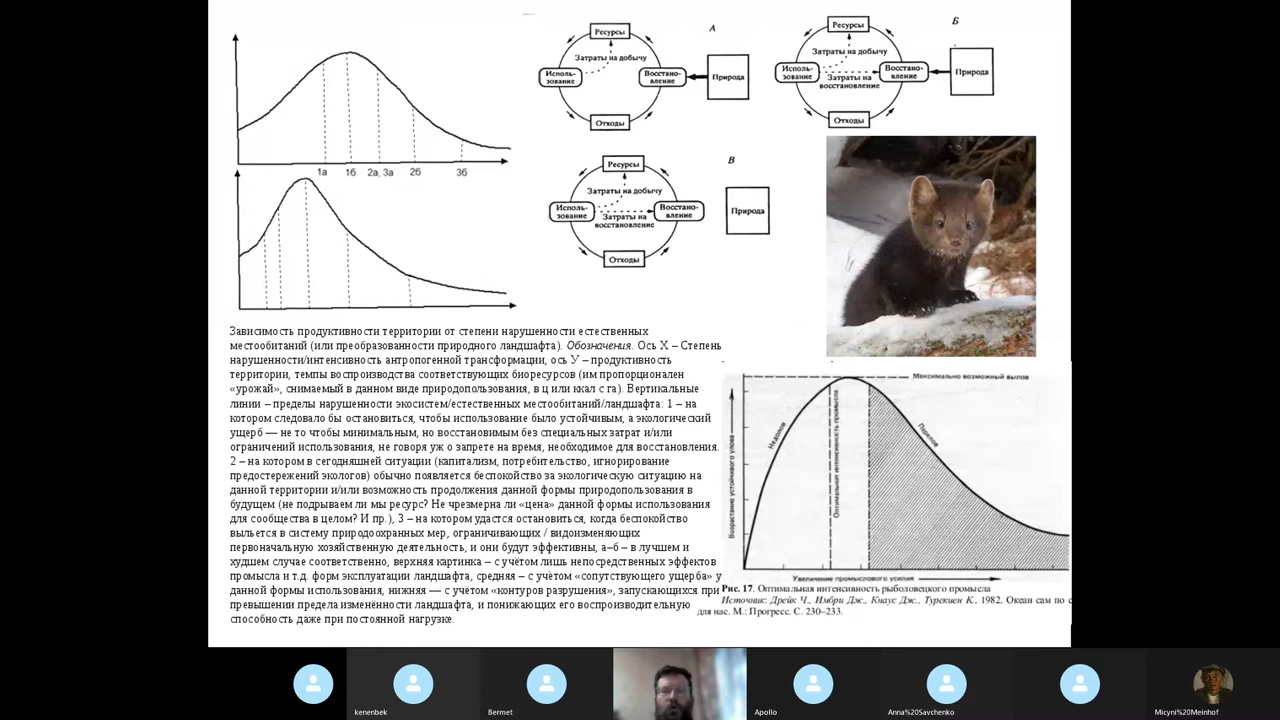 А
Ресурсы
Затраты на добычу
Исполь-
зование
Восстано-
вление
Природа
Отходы
Б
Ресурсы
Затраты на добычу
Исполь-
зование
Восстано-
вление
Затраты на
восстановление
Природа
Отходы
1а 1б 2а, 3а 2б 3б
В
Ресурсы
Затраты на добычу
Исполь-
зование
Восстано-
вление
Затраты на
восстановление
Природа
Отходы
Зависимость продуктивности территории от степени нарушенности естественных
местообитаний (или преобразованности природного ландшафта). Обозначения. Ось Х – Степень
нарушенности/интенсивность антропогенной трансформации, ось У – продуктивность
территории, темпы воспроизводства соответствующих биоресурсов (им пропорционален
«урожай», снимаемый в данном виде природопользования, в ц или ккал с га). Вертикальные
линии – пределы нарушенности экосистем/естественных местообитаний/ландшафта: 1 – на
котором следовало бы остановиться, чтобы использование было устойчивым, а экологический
ущерб — не то чтобы минимальным, но восстановимым без специальных затрат и/или
ограничений использования, не говоря уж о запрете на время, необходимое для восстановления.
2 – на котором в сегодняшней ситуации (капитализм, потребительство, игнорирование
предостережений экологов) обычно появляется беспокойство за экологическую ситуацию на
данной территории и/или возможность продолжения данной формы природопользования в
будущем (не подрываем ли мы ресурс? Не чрезмерна ли «цена» данной формы использования
для сообщества в целом? И пр.), 3 – на котором удастся остановиться, когда беспокойство
выльется в систему природоохранных мер, ограничивающих / видоизменяющих
первоначальную хозяйственную деятельность, и они будут эффективны, а–б – в лучшем и
худшем случае соответственно, верхняя картинка – с учётом лишь непосредственных эффектов
промысла и т.д. форм эксплуатации ландшафта, средняя – с учётом «сопутствующего ущерба» у
данной формы использования, нижняя — с учётом «контуров разрушения», запускающихся при
превышении предела изменённости ландшафта, и понижающих его воспроизводительную
способность даже при постоянной нагрузке.
Максимально возможный вылов
Недолов
Оптимальная интенсивность промысла
Перелов
Возрастание устойчивого улова
Увеличение промыслового усилия
Рис. 17. Оптимальная интенсивность рыболовецкого промысла
Источник: Дрейк Ч., Имбри Дж., Кнаус Дж., Турекиен К., 1982. Океан сам по с
для нас. М.: Прогресс. С. 230–233.
kenenbek
Bermet
Apollo
Anna%20Savchenko
Micyni%20Meinhof